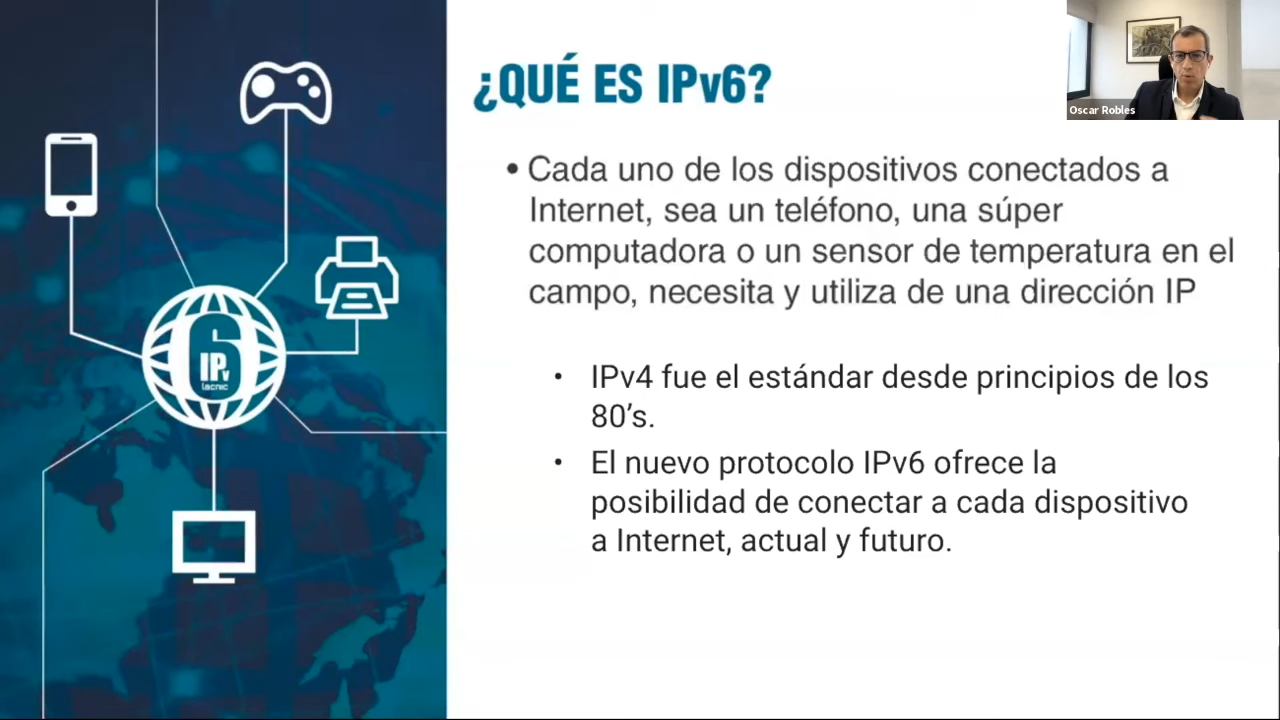 ¿QUÉ ES IPv6?
Oscar Robles
• Cada uno de los dispositivos conectados a
Internet, sea un teléfono, una súper
computadora o un sensor de temperatura en el
campo, necesita y utiliza de una dirección IP
• IPv4 fue el estándar desde principios de los
80’s.
• El nuevo protocolo IPv6 ofrece la
posibilidad de conectar a cada dispositivo
a Internet, actual y futuro.
6
IPv
lacnic